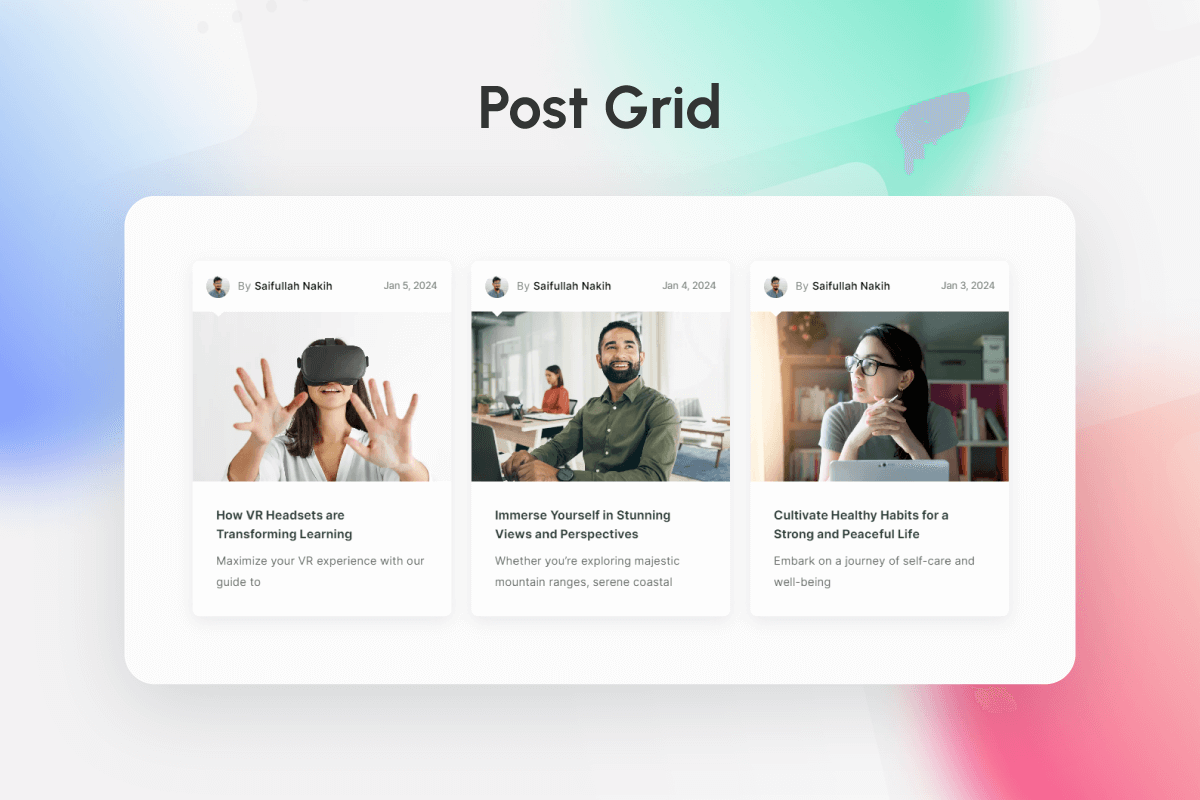 Post Grid
By Saifullah Nakih
Jan 5, 2024
How VR Headsets are
Transforming Learning
Maximize your VR experience with our
guide to
By Saifullah Nakih
Jan 4, 2024
Immerse Yourself in Stunning
Views and Perspectives
Whether you’re exploring majestic
mountain ranges, serene coastal
By Saifullah Nakih
Jan 3, 2024
Cultivate Healthy Habits for a
Strong and Peaceful Life
Embark on a journey of self-care and
well-being